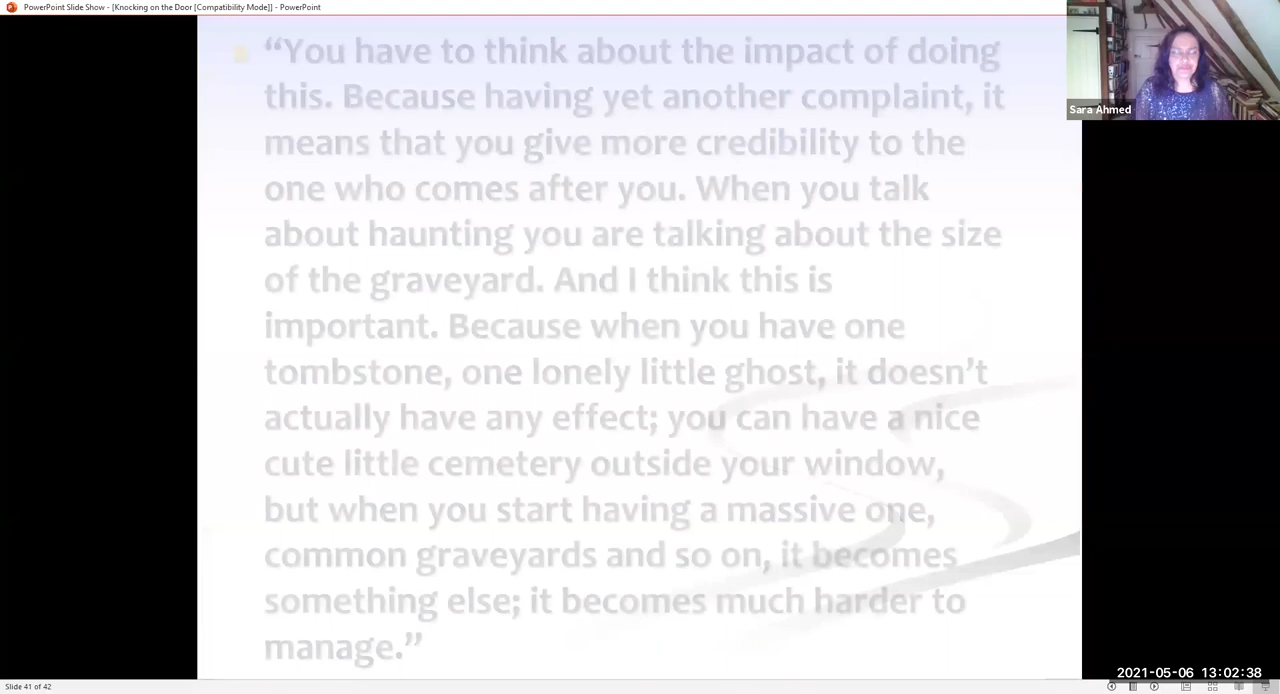 PowerPoint Slide Show - [Knocking on the Door [Compatibility Mode]] - PowerPoint
“You have to think about the impact of doing
this. Because having yet another complaint, it
means that you give more credibility to the
one who comes after you. When you talk
about haunting you are talking about the size
of the graveyard. And I think this is
important. Because when you have one
tombstone, one lonely little ghost, it doesn’t
actually have any effect; you can have a nice
cute little cemetery outside your window,
but when you start having a massive one,
common graveyards and so on, it becomes
something else; it becomes much harder to
manage.”
Sara Ahmed
2021-05-06 13:02:38
Slide 41 of 42